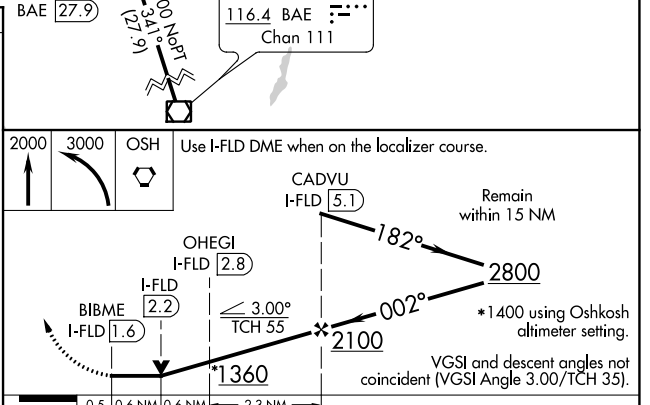 BAE 27.9
00 NoPT
341°
(27.9)
116.4 BAE
Chan 111
2000 3000 OSH
Use I-FLD DME when on the localizer course.
CADVU
I-FLD 5.1
Remain
within 15 NM
182°
OHEGI
I-FLD 2.8
2800
I-FLD
2.2
BIBME
I-FLD 1.6
3.00°
TCH 55
002°
*1400 using Oshkosh
altimeter setting.
2100
*1360
VGSI and descent angles not
coincident (VGSI Angle 3.00/TCH 35).
0.5 0.6 NM 0.6 NM 2.3 NM